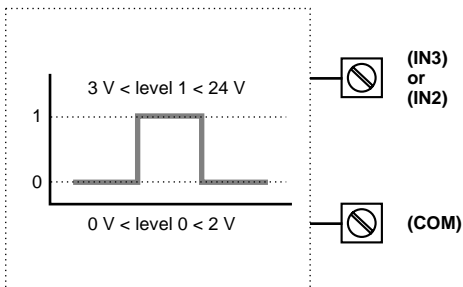 3 V < level 1 < 24 V
1
0
0 V < level 0 < 2 V
(IN3)
or
(IN2)
(COM)